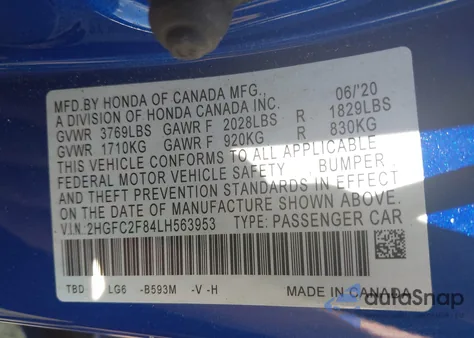 MFD.BY HONDA OF CANADA MFG., 06/'20
A DIVISION OF HONDA CANADA INC.
GVWR 3769LBS GAWR F 2028LBS R 1829LBS
GVWR 1710KG GAWR F 920KG R 830KG
THIS VEHICLE CONFORMS TO ALL APPLICABLE
FEDERAL MOTOR VEHICLE SAFETY BUMPER,
AND THEFT PREVENTION STANDARDS IN EFFECT
ON THE DATE OF MANUFACTURE SHOWN ABOVE.
V.I.N:2HGFC2F84LH563953 TYPE: PASSENGER CAR
TBD LG6 -B593M -V -H MADE IN CANADA
autoSnap